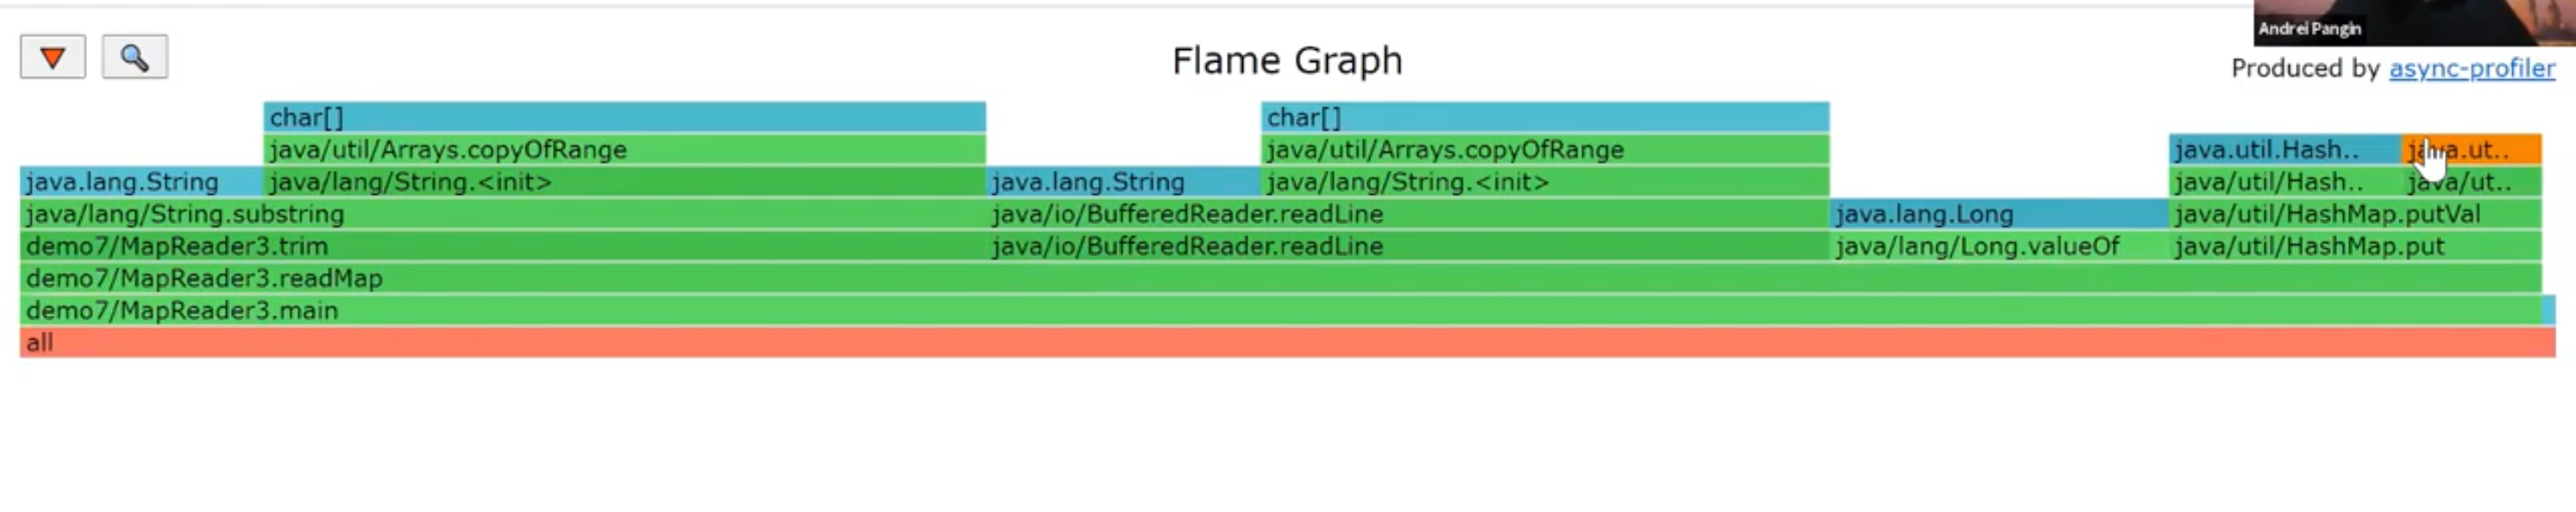 Andrei Pangin
Flame Graph
Produced by async-profiler
char[] char[]
java/util/Arrays.copyOfRange java/util/Arrays.copyOfRange java.util.Hash.. java.ut..
java.lang.String java/lang/String.<init> java.lang.String java/lang/String.<init> java/util/Hash.. java/ut..
java/lang/String.substring java/io/BufferedReader.readLine java.lang.Long java/util/HashMap.putVal
demo7/MapReader3.trim java/io/BufferedReader.readLine java/lang/Long.valueOf java/util/HashMap.put
demo7/MapReader3.readMap
demo7/MapReader3.main
all